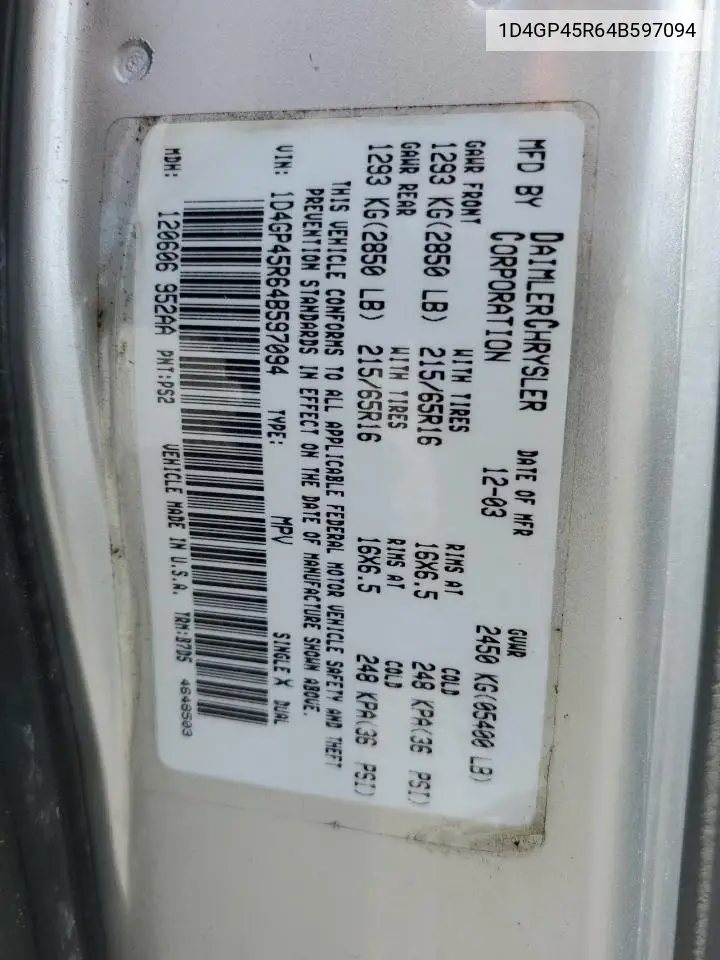 1D4GP45R64B597094
MFD BY DAIMLERCHRYSLER CORPORATION
DATE OF MFR 12-03
GVWR 2450 KG(05400 LB)
GAWR FRONT WITH TIRES RIMS AT COLD
1293 KG(2850 LB) 215/65R16 16X6.5 248 KPA(36 PSI)
GAWR REAR WITH TIRES RIMS AT COLD
1293 KG(2850 LB) 215/65R16 16X6.5 248 KPA(36 PSI)
THIS VEHICLE CONFORMS TO ALL APPLICABLE FEDERAL MOTOR VEHICLE SAFETY AND THEFT
PREVENTION STANDARDS IN EFFECT ON THE DATE OF MANUFACTURE SHOWN ABOVE.
VIN: 1D4GP45R64B597094 TYPE: MPV SINGLE X DUAL
MDH: 120606 952AA PNT:PS2 VEHICLE MADE IN U.S.A. TRM:B7D5 4648503